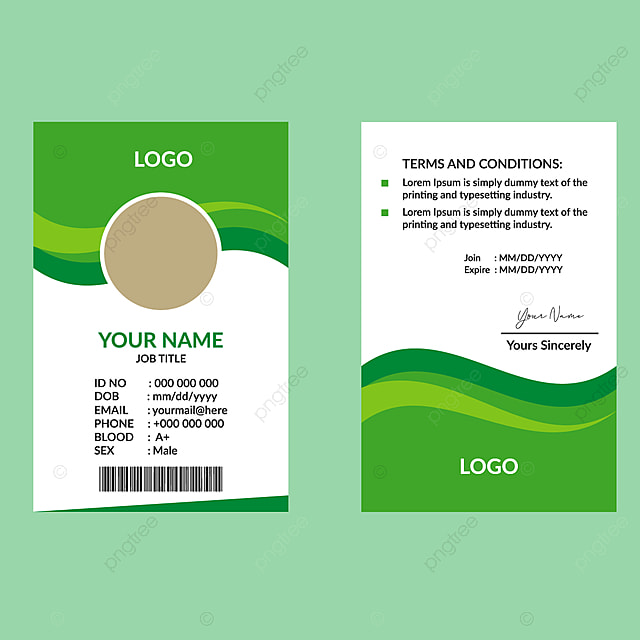 LOGO
YOUR NAME
JOB TITLE
ID NO : 000 000 000
DOB : mm/dd/yyyy
EMAIL : yourmail@here
PHONE : +000 000 000
BLOOD : A+
SEX : Male
TERMS AND CONDITIONS:
Lorem Ipsum is simply dummy text of the
printing and typesetting industry.
Lorem Ipsum is simply dummy text of the
printing and typesetting industry.
Join : MM/DD/YYYY
Expire : MM/DD/YYYY
Your Name
Yours Sincerely
LOGO
pngtree